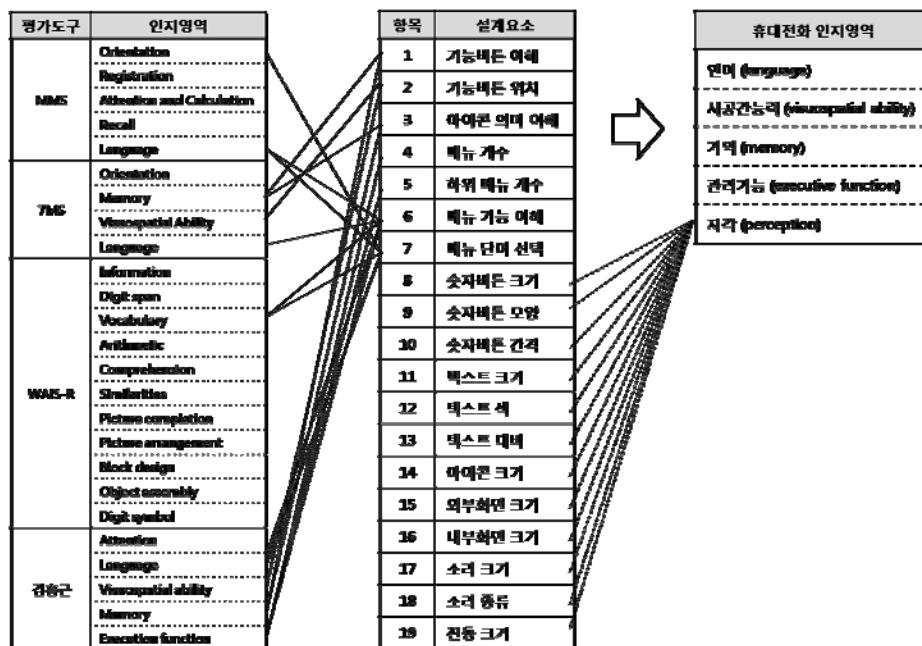 평가도구 인지영역
MMS
Orientation
Registration
Attention and Calculation
Recall
Language
7MS
Orientation
Memory
Visuospatial Ability
Language
WAIS-R
Information
Digit span
Vocabulary
Arithmetic
Comprehension
Similarities
Picture completion
Picture arrangement
Block design
Object assembly
Digit symbol
김홍근
Attention
Language
Visuospatial ability
Memory
Execution function
항목 설계요소
1 기능버튼 이해
2 기능버튼 위치
3 아이콘 의미 이해
4 메뉴 개수
5 하위 메뉴 개수
6 메뉴 기능 이해
7 메뉴 단어 선택
8 숫자버튼 크기
9 숫자버튼 모양
10 숫자버튼 간격
11 텍스트 크기
12 텍스트 색
13 텍스트 대비
14 아이콘 크기
15 외부화면 크기
16 내부화면 크기
17 소리 크기
18 소리 종류
19 진동 크기
휴대전화 인지영역
언어 (language)
시공간능력 (visuospatial ability)
기억 (memory)
관리기능 (executive function)
지각 (perception)